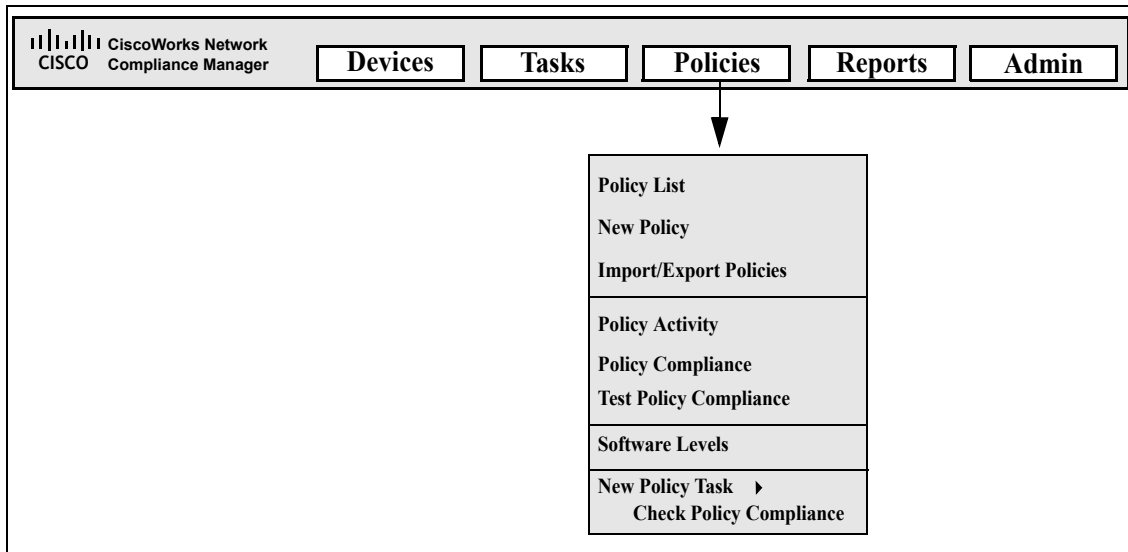 CiscoWorks Network
CISCO Compliance Manager
Devices Tasks Policies Reports Admin
Policy List
New Policy
Import/Export Policies
Policy Activity
Policy Compliance
Test Policy Compliance
Software Levels
New Policy Task
Check Policy Compliance